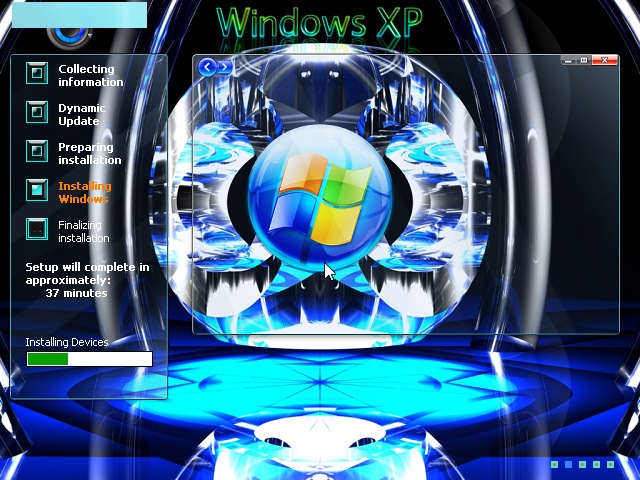 Windows XP
Collecting
information
Dynamic
Update
Preparing
installation
Installing
Windows
Finalizing
installation
Setup will complete in
approximately:
37 minutes
Installing Devices